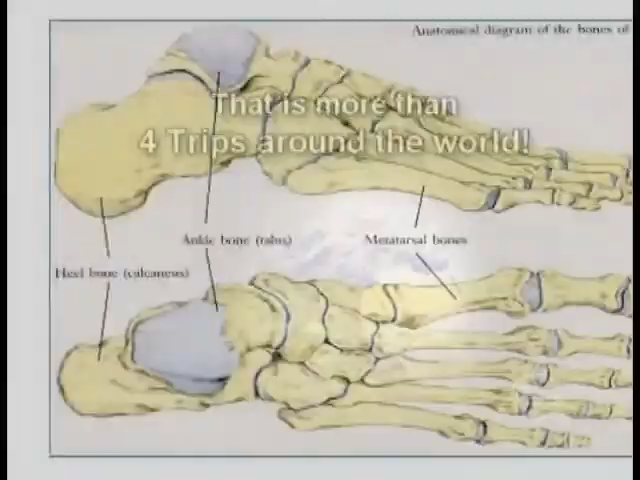 Anatomical diagram of the bones of
That is more than
4 Trips around the world!
Ankle bone (talus)
Metatarsal bones
Heel bone (calcaneus)